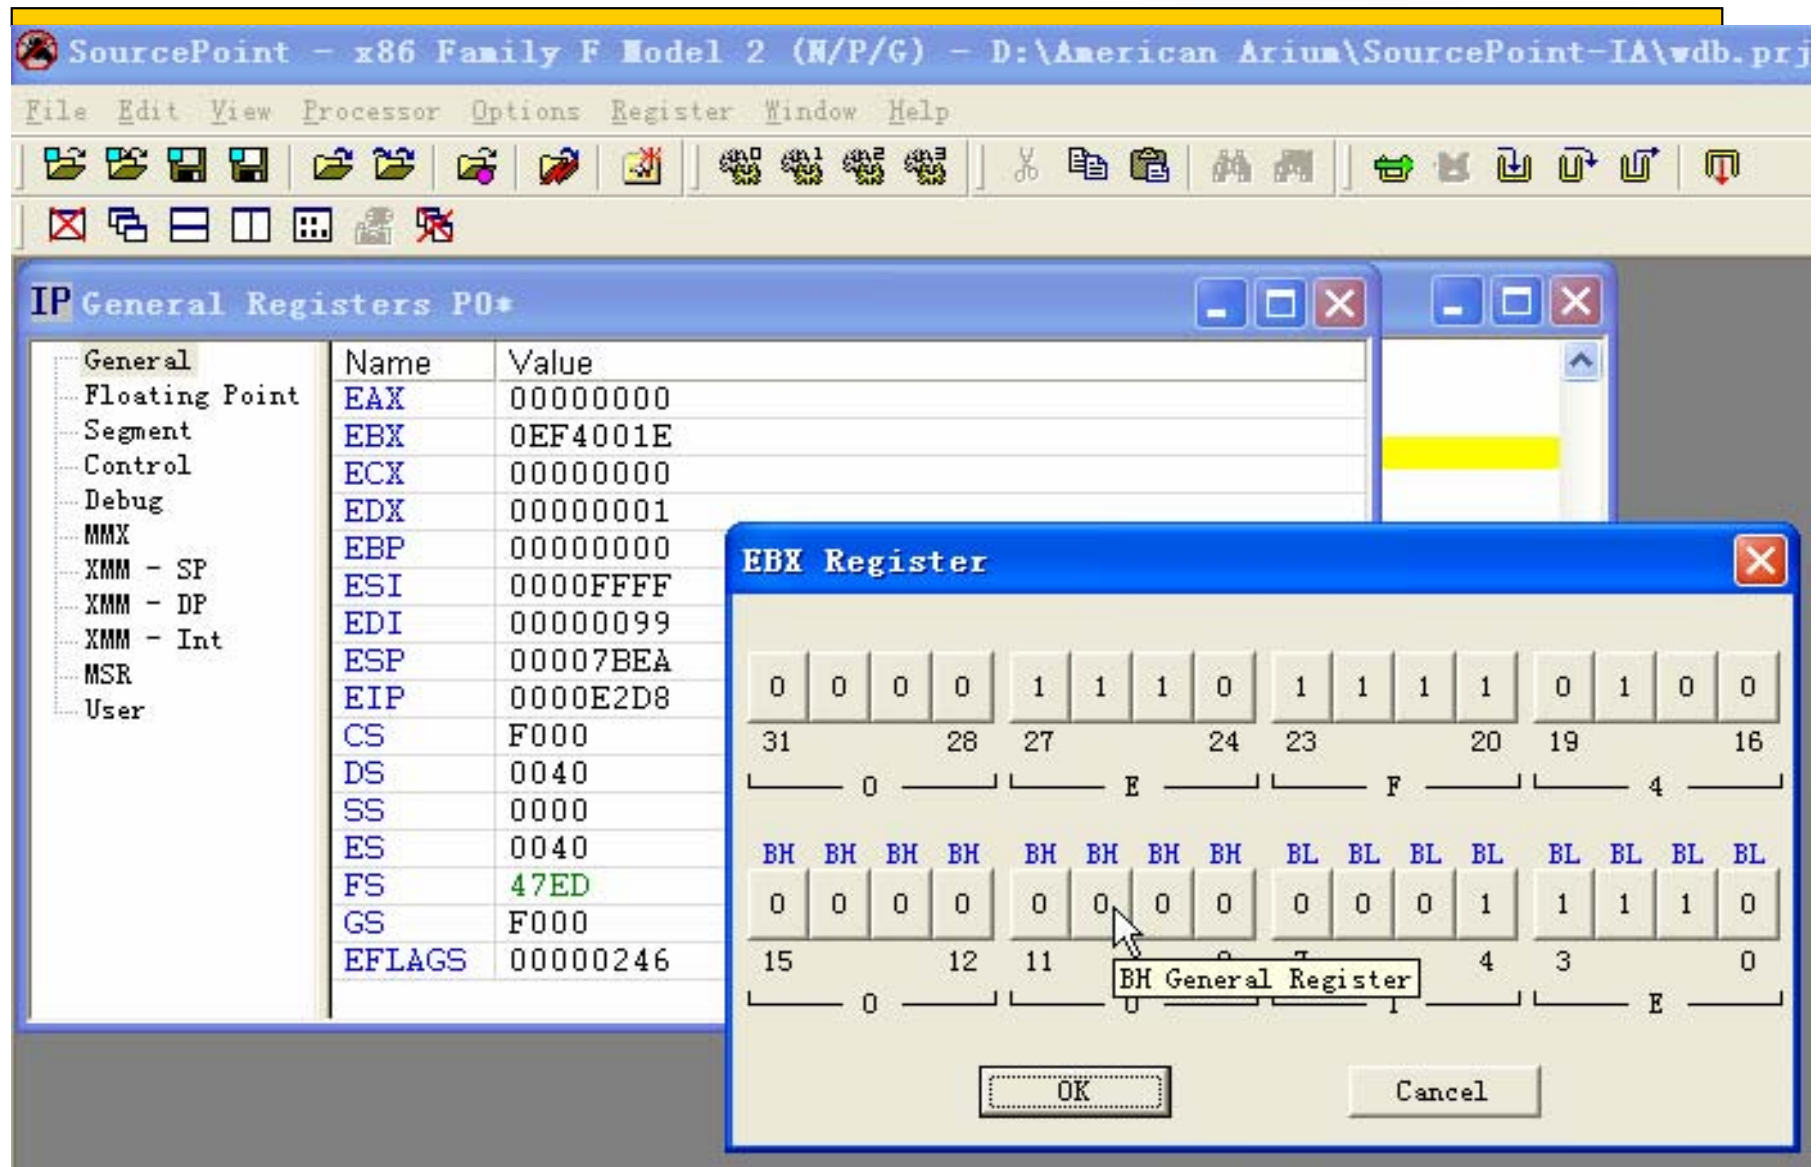 SourcePoint - x86 Family F Model 2 (N/P/G) - D:\American Arium\SourcePoint-IA\wdb.prj
File Edit View Processor Options Register Window Help
IP General Registers P0*
General
Floating Point
Segment
Control
Debug
MMX
XMM - SP
XMM - DP
XMM - Int
MSR
User
Name Value
EAX 00000000
EBX 0EF4001E
ECX 00000000
EDX 00000001
EBP 00000000
ESI 0000FFFF
EDI 00000099
ESP 00007BEA
EIP 0000E2D8
CS F000
DS 0040
SS 0000
ES 0040
FS 47ED
GS F000
EFLAGS 00000246
EBX Register
0 0 0 0 1 1 1 0 1 1 1 1 0 1 0 0
31 28 27 24 23 20 19 16
0 E F 4
BH BH BH BH BH BH BH BH BL BL BL BL BL BL BL BL
0 0 0 0 0 0 0 0 0 0 0 1 1 1 1 0
15 12 11 4 3 0
BH General Register
0 0 1 E
OK Cancel